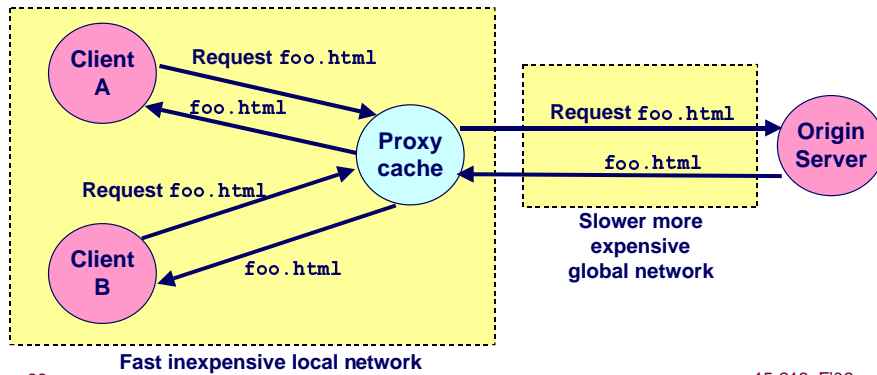 Client
A
Request foo.html
foo.html
Request foo.html
Proxy
cache
foo.html
Origin
Server
Request foo.html
Client
B
foo.html
Slower more
expensive
global network
Fast inexpensive local network